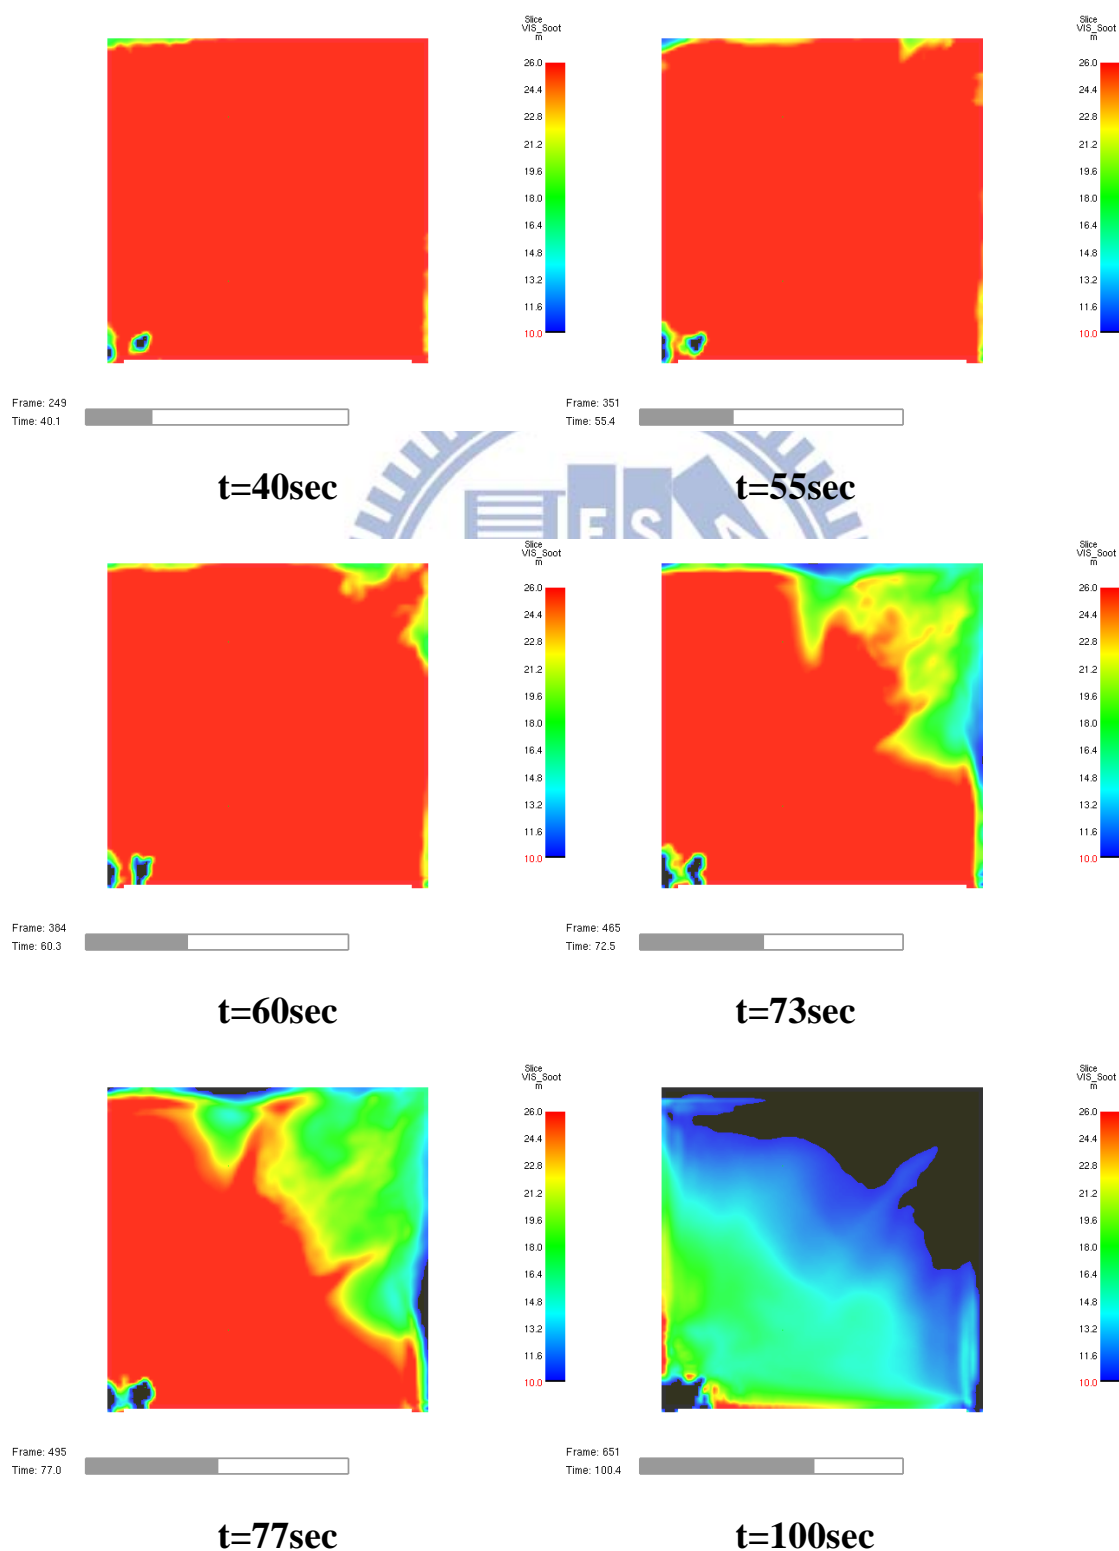 Slice
VIS_Soot
m
26.0
24.4
22.8
21.2
19.6
18.0
16.4
14.8
13.2
11.6
10.0
Frame: 249
Time: 40.1
t=40sec
Slice
VIS_Soot
m
26.0
24.4
22.8
21.2
19.6
18.0
16.4
14.8
13.2
11.6
10.0
Frame: 351
Time: 55.4
t=55sec
E S A
Slice
VIS_Soot
m
26.0
24.4
22.8
21.2
19.6
18.0
16.4
14.8
13.2
11.6
10.0
Frame: 384
Time: 60.3
t=60sec
Slice
VIS_Soot
m
26.0
24.4
22.8
21.2
19.6
18.0
16.4
14.8
13.2
11.6
10.0
Frame: 465
Time: 72.5
t=73sec
Slice
VIS_Soot
m
26.0
24.4
22.8
21.2
19.6
18.0
16.4
14.8
13.2
11.6
10.0
Frame: 495
Time: 77.0
t=77sec
Slice
VIS_Soot
m
26.0
24.4
22.8
21.2
19.6
18.0
16.4
14.8
13.2
11.6
10.0
Frame: 651
Time: 100.4
t=100sec